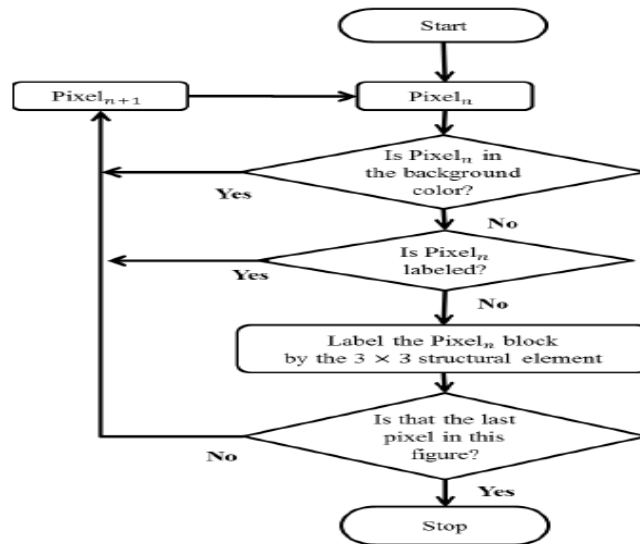 Start
Pixelₙ₊₁
Pixelₙ
Is Pixelₙ in
the background
color?
Yes
No
Is Pixelₙ
labeled?
Yes
No
Label the Pixelₙ block
by the 3 × 3 structural element
Is that the last
pixel in this
figure?
No
Yes
Stop